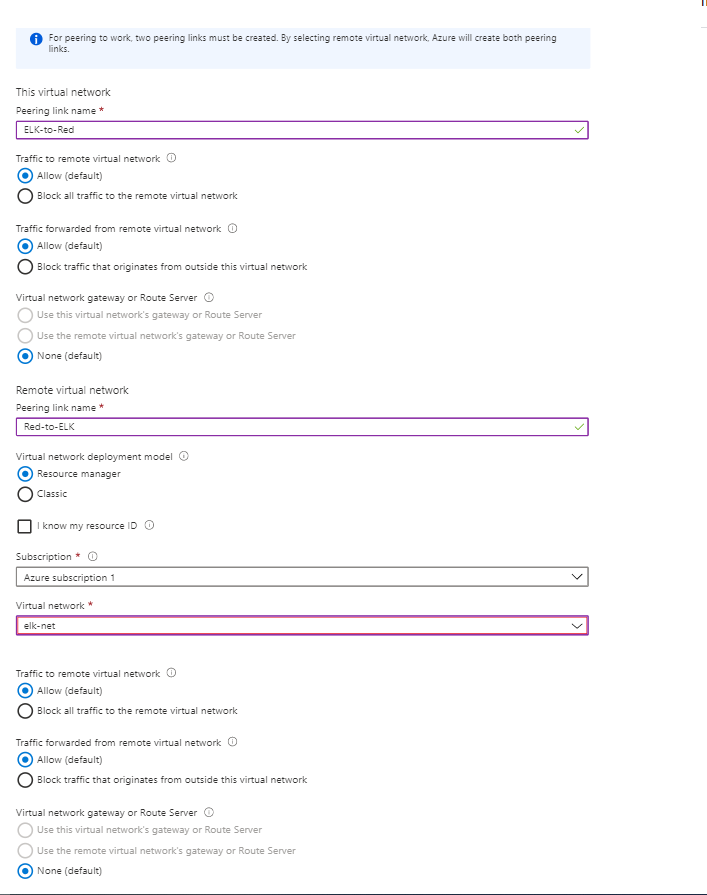 For peering to work, two peering links must be created. By selecting remote virtual network, Azure will create both peering
links.
This virtual network
Peering link name *
ELK-to-Red
Traffic to remote virtual network
Allow (default)
Block all traffic to the remote virtual network
Traffic forwarded from remote virtual network
Allow (default)
Block traffic that originates from outside this virtual network
Virtual network gateway or Route Server
Use this virtual network's gateway or Route Server
Use the remote virtual network's gateway or Route Server
None (default)
Remote virtual network
Peering link name *
Red-to-ELK
Virtual network deployment model
Resource manager
Classic
I know my resource ID
Subscription *
Azure subscription 1
Virtual network *
elk-net
Traffic to remote virtual network
Allow (default)
Block all traffic to the remote virtual network
Traffic forwarded from remote virtual network
Allow (default)
Block traffic that originates from outside this virtual network
Virtual network gateway or Route Server
Use this virtual network's gateway or Route Server
Use the remote virtual network's gateway or Route Server
None (default)